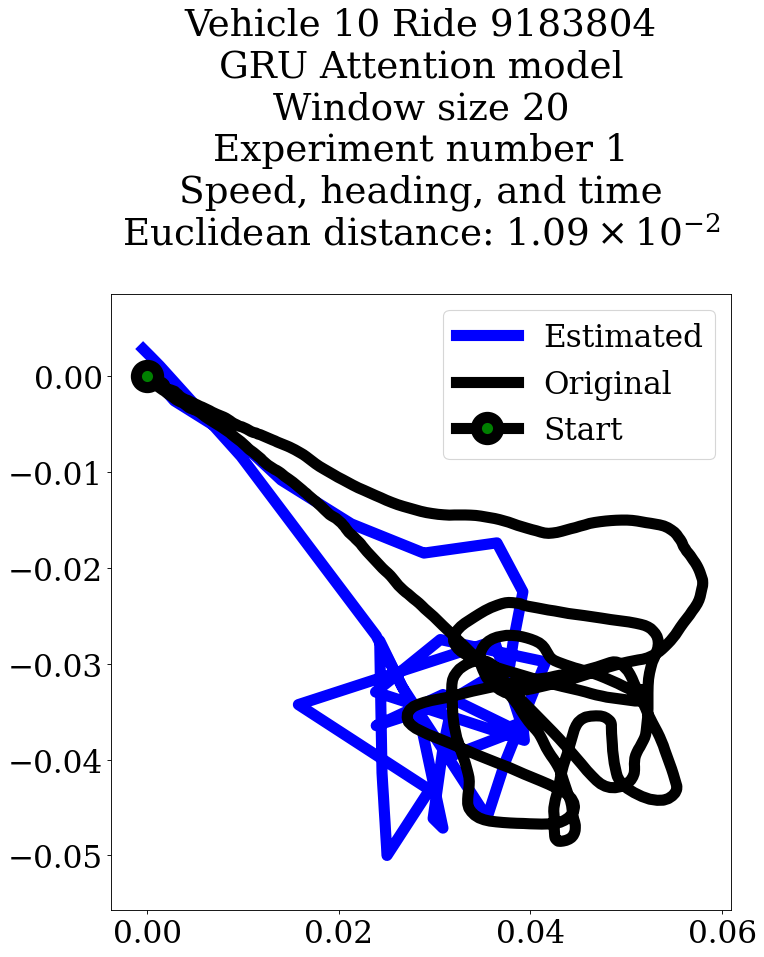 Vehicle 10 Ride 9183804
GRU Attention model
Window size 20
Experiment number 1
Speed, heading, and time
Euclidean distance: 1.09 × 10⁻²
Estimated
Original
Start
0.00
−0.01
−0.02
−0.03
−0.04
−0.05
0.00 0.02 0.04 0.06